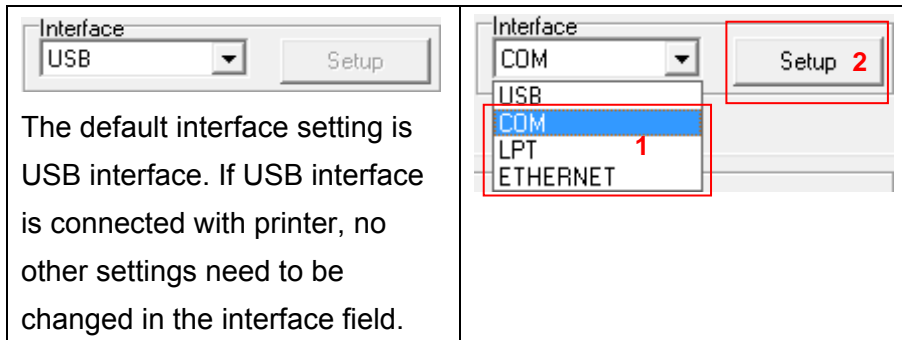 Interface
USB
Setup
The default interface setting is
USB interface. If USB interface
is connected with printer, no
other settings need to be
changed in the interface field.
Interface
COM
Setup 2
USB
COM
LPT 1
ETHERNET